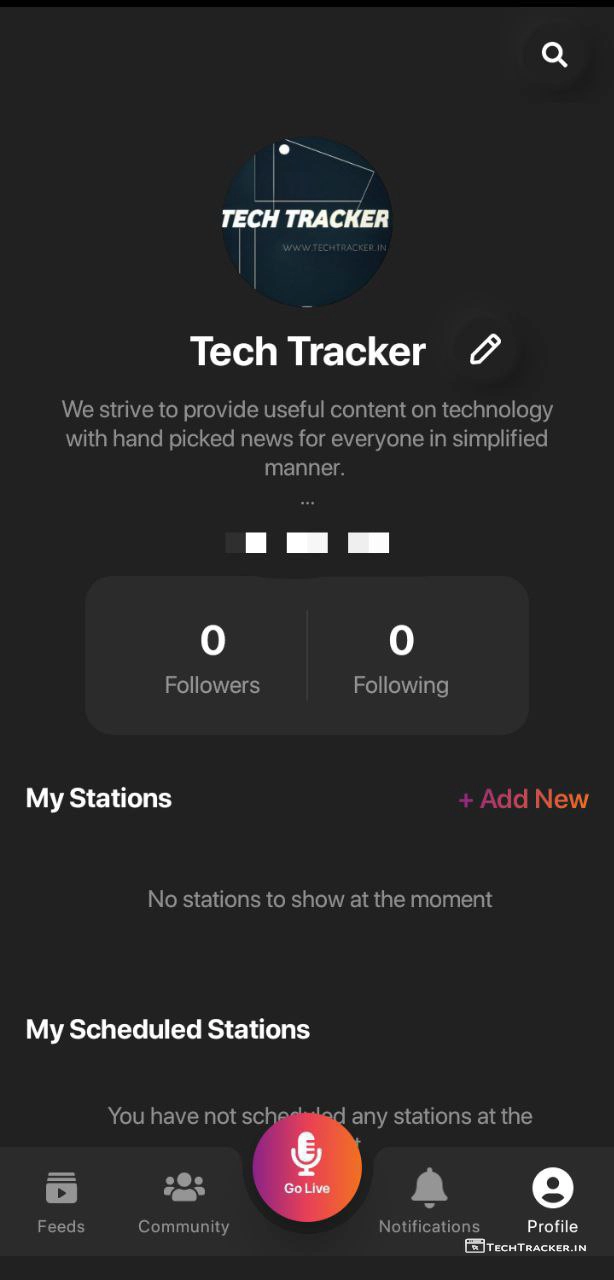 TECH TRACKER
WWW.TECHTRACKER.IN
Tech Tracker
We strive to provide useful content on technology
with hand picked news for everyone in simplified
manner.
...
0
Followers
0
Following
My Stations
+ Add New
No stations to show at the moment
My Scheduled Stations
You have not scheduled any stations at the
Go Live
Feeds
Community
Notifications
Profile
TECHTRACKER.IN